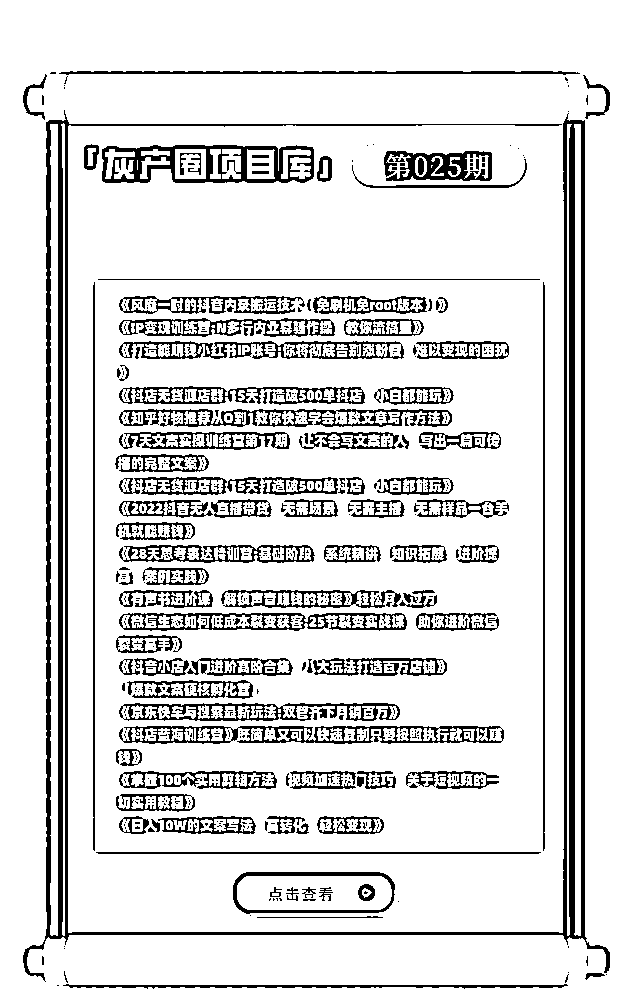 「灰产圈项目库」 第025期
《风靡一时的抖音内录搬运技术（免刷机免root版本）》
《IP变现训练营:N多行内业录制作器 教你流流量》
《打造能赚钱小红书IP账号:你将彻底告别涨粉慢 难以变现的困扰
》
《抖店无货源店群:15天打造破500单抖店 小白都能玩》
《知乎好物推荐从0到1教你快速学会爆款文章写作方法》
《7天文案实操训练营第17期 让不会写文案的人 写出一篇可传
播的完整文案》
《抖店无货源店群:15天打造破500单抖店 小白都能玩》
《2022抖音无人直播带货 无需场景 无需主播 无需样品一台手
机就能赚钱》
《28天思考表达特训营:基础阶段 系统精讲 知识拓展 进阶提
高 案例实践》
《有声书进阶课 解锁声音赚钱的秘密》轻松月入过万
《微信生态如何低成本裂变获客:25节裂变实战课 助你进阶微信
裂变高手》
《抖音小店入门进阶高阶合集 八大玩法打造百万店铺》
「爆款文案硬核孵化营」
《京东快车与搜索最新玩法:双管齐下月销百万》
《抖店蓝海训练营》既简单又可以快速复制只要按照执行就可以赚
钱》
《掌握100个实用剪辑方法 视频加速热门技巧 关于短视频的一
切实用教程》
《日入10W的文案写法 高转化 轻松变现》
点击查看